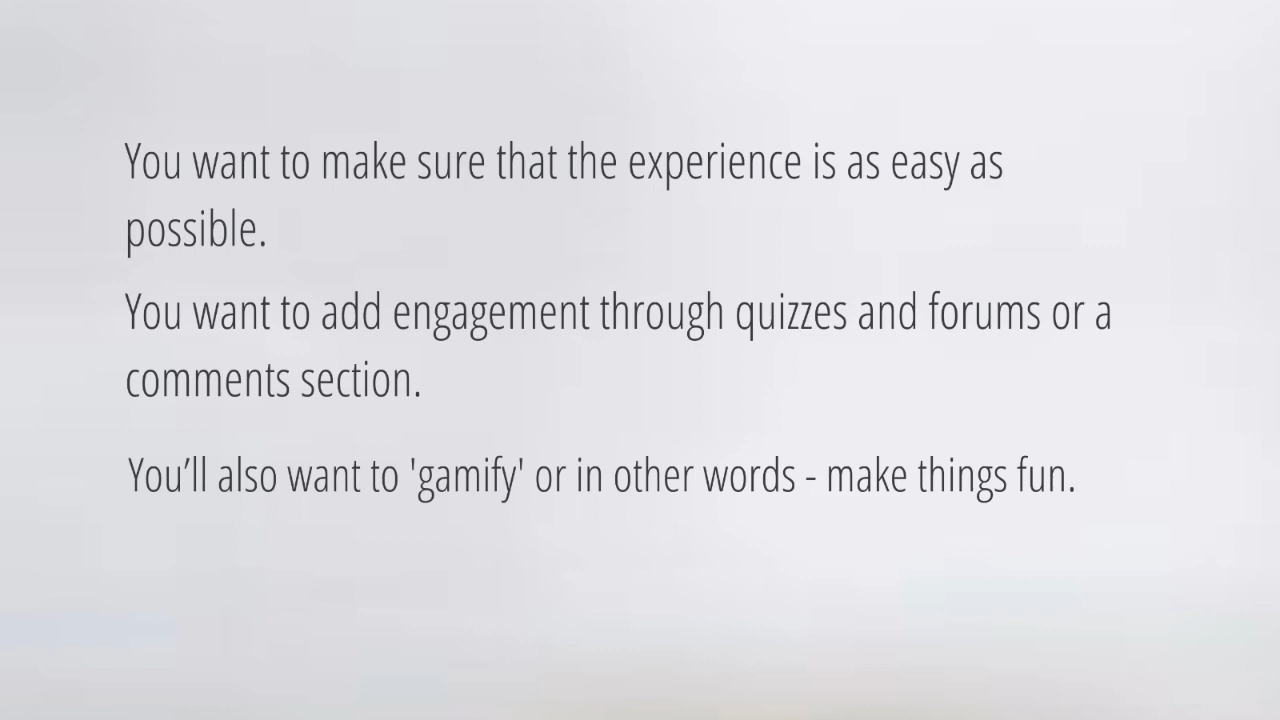 You want to make sure that the experience is as easy as
possible.
You want to add engagement through quizzes and forums or a
comments section.
You’ll also want to 'gamify' or in other words - make things fun.